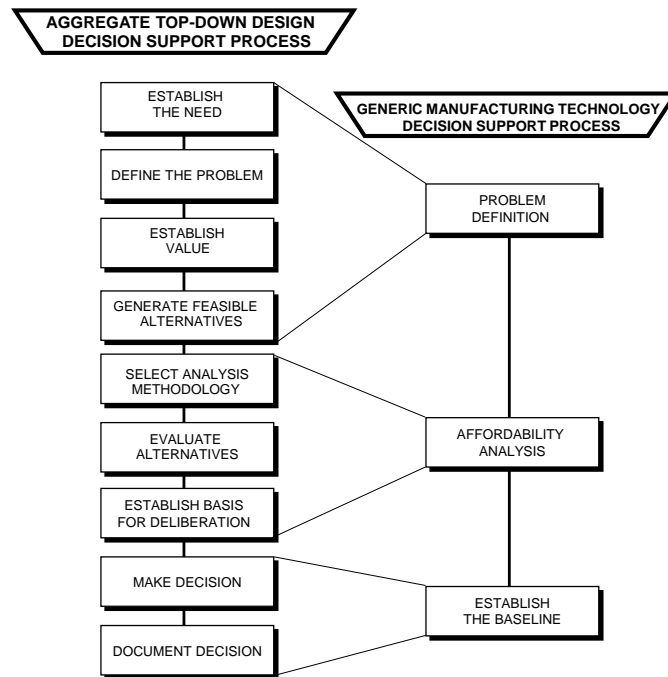 AGGREGATE TOP-DOWN DESIGN
DECISION SUPPORT PROCESS
ESTABLISH
THE NEED
DEFINE THE PROBLEM
ESTABLISH
VALUE
GENERATE FEASIBLE
ALTERNATIVES
SELECT ANALYSIS
METHODOLOGY
EVALUATE
ALTERNATIVES
ESTABLISH BASIS
FOR DELIBERATION
MAKE DECISION
DOCUMENT DECISION
GENERIC MANUFACTURING TECHNOLOGY
DECISION SUPPORT PROCESS
PROBLEM
DEFINITION
AFFORDABILITY
ANALYSIS
ESTABLISH
THE BASELINE